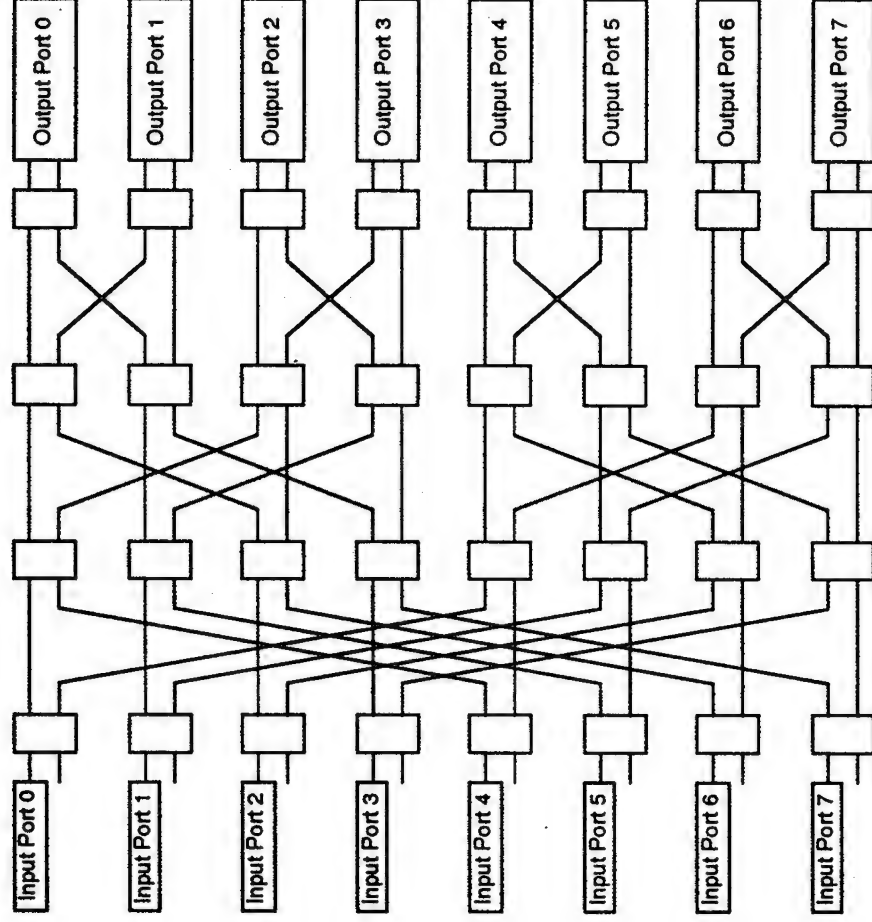 Output Port 0
Output Port 1
Output Port 2
Output Port 3
Output Port 4
Output Port 5
Output Port 6
Output Port 7
Input Port 0
Input Port 1
Input Port 2
Input Port 3
Input Port 4
Input Port 5
Input Port 6
Input Port 7